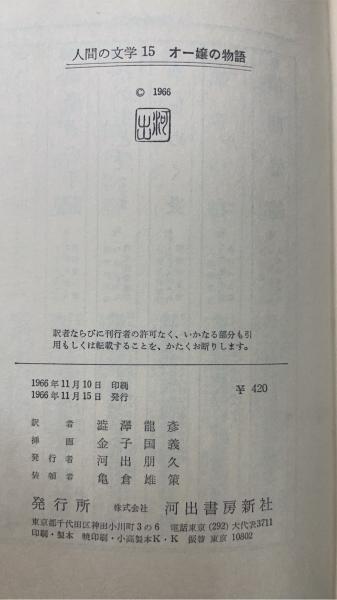 人間の文学 15　オー嬢の物語
© 1966
河出
訳者ならびに刊行者の許可なく、いかなる部分も引
用もしくは転載することを、かたくお断りします。
1966年11月10日　印刷
1966年11月15日　発行
¥ 420
訳者　澁澤龍彦
挿画　金子国義
発行者　河出朋久
装幀者　亀倉雄策
発行所　株式会社　河出書房新社
東京都千代田区神田小川町3の6　電話東京 (292) 大代表3711
印刷・製本　暁印刷・小高製本K・K　振替 東京 10802